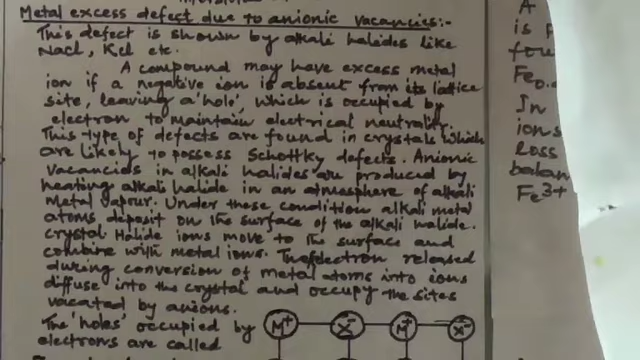 Metal excess defect due to anionic vacancies:-
This defect is shown by alkali halides like
Nacl, Kcl etc.
A compound may have excess metal
ion if a negative ion is absent from its lattice
site, leaving a 'hole', which is occupied by
electron to maintain electrical neutrality.
This type of defects are found in crystals which
are likely to possess Schottky defects. Anionic
vacancies in alkali halides are produced by
heating alkali halide in an atmosphere of alkali
metal vapour. Under these condition alkali metal
atoms deposit on the surface of the alkali halide.
crystal. Halide ions move to the surface and
combine with metal ions. The electron released
during conversion of metal atoms into ions
diffuse into the crystal and occupy the sites
vacated by anions.
The 'holes' occupied by
electrons are called
M+ X- M+ X-
A
is
fou
Fe0.
In
ions
Loss
balan
Fe3+